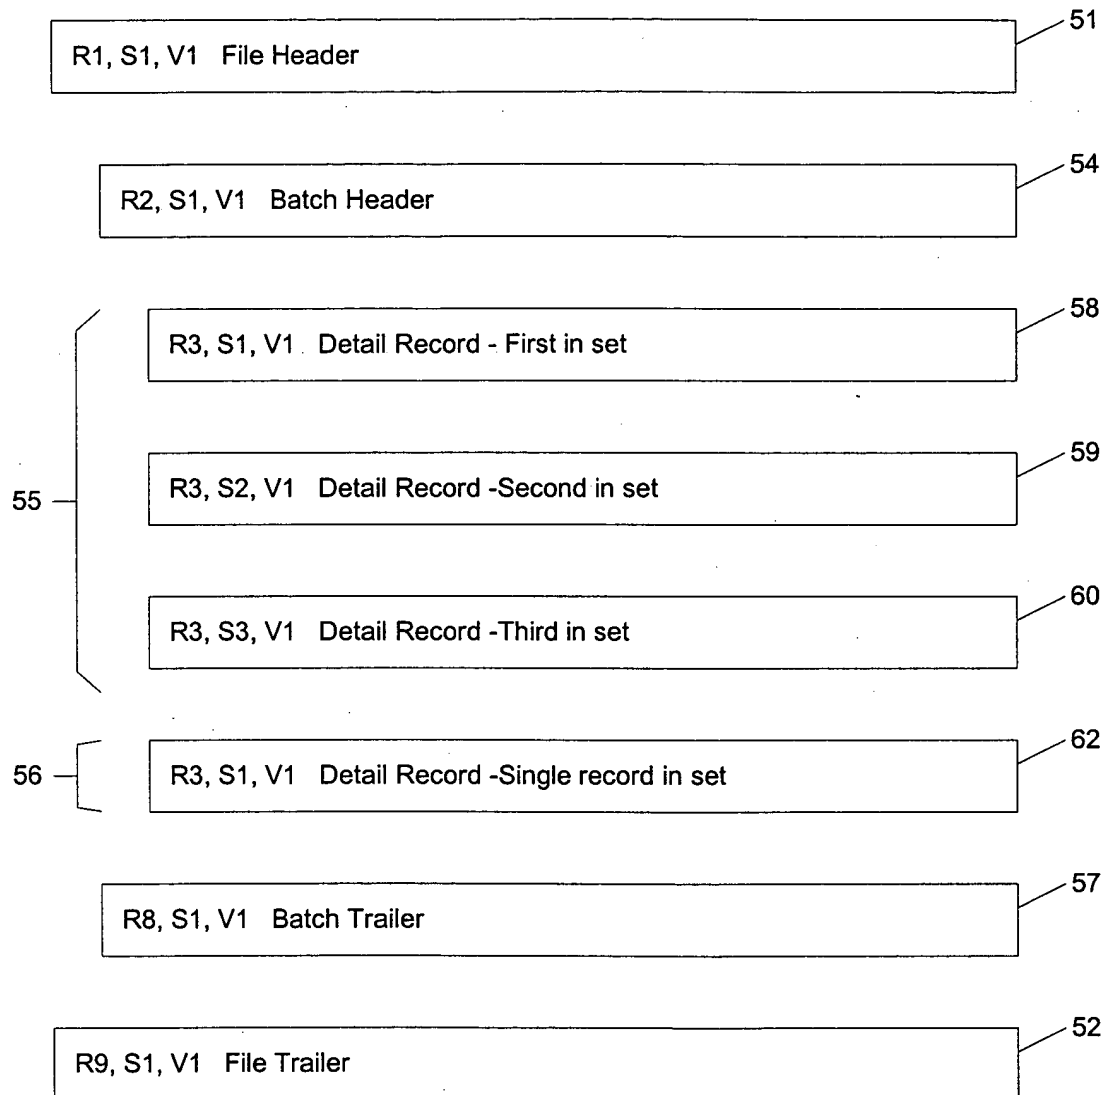 51
R1, S1, V1 File Header
54
R2, S1, V1 Batch Header
58
R3, S1, V1 Detail Record - First in set
59
R3, S2, V1 Detail Record -Second in set
55
60
R3, S3, V1 Detail Record -Third in set
62
R3, S1, V1 Detail Record -Single record in set
56
57
R8, S1, V1 Batch Trailer
52
R9, S1, V1 File Trailer